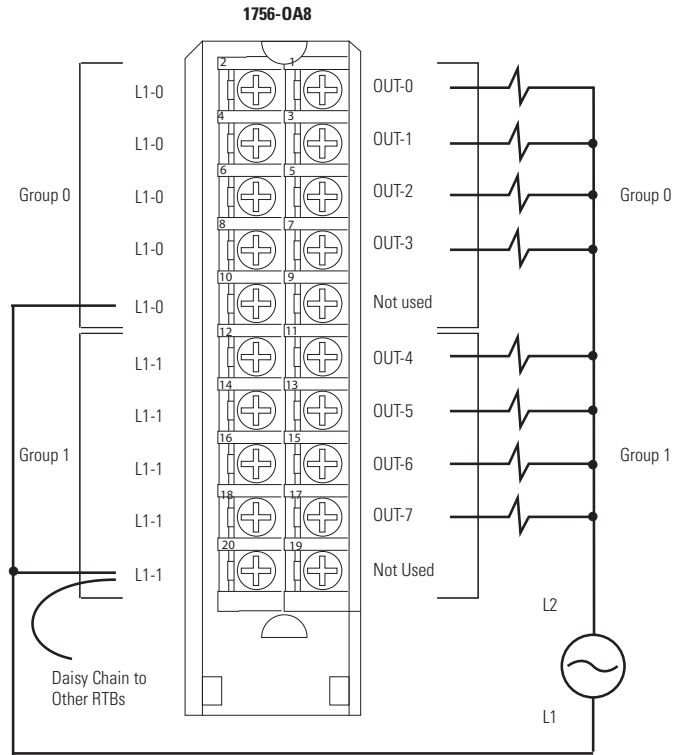 1756-OA8
2 1
L1-0 OUT-0
4 3
L1-0 OUT-1
6 5
Group 0 L1-0 OUT-2 Group 0
8 7
L1-0 OUT-3
10 9
L1-0 Not used
12 11
L1-1 OUT-4
14 13
L1-1 OUT-5
16 15
Group 1 L1-1 OUT-6 Group 1
18 17
L1-1 OUT-7
20 19
L1-1 Not Used
L2
Daisy Chain to
Other RTBs
L1